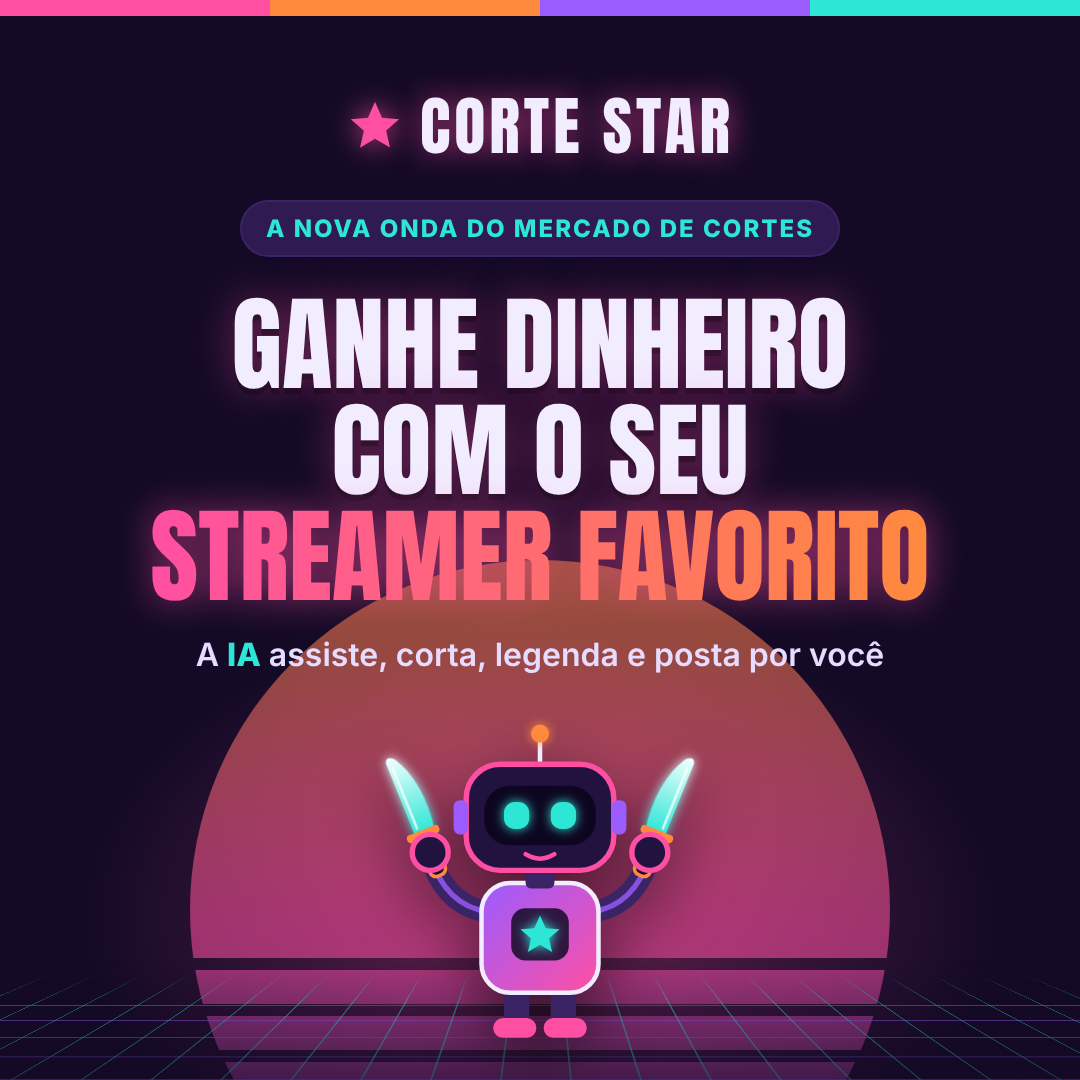 CORTE STAR
A NOVA ONDA DO MERCADO DE CORTES
GANHE DINHEIRO
COM O SEU
STREAMER FAVORITO
A IA assiste, corta, legenda e posta por você